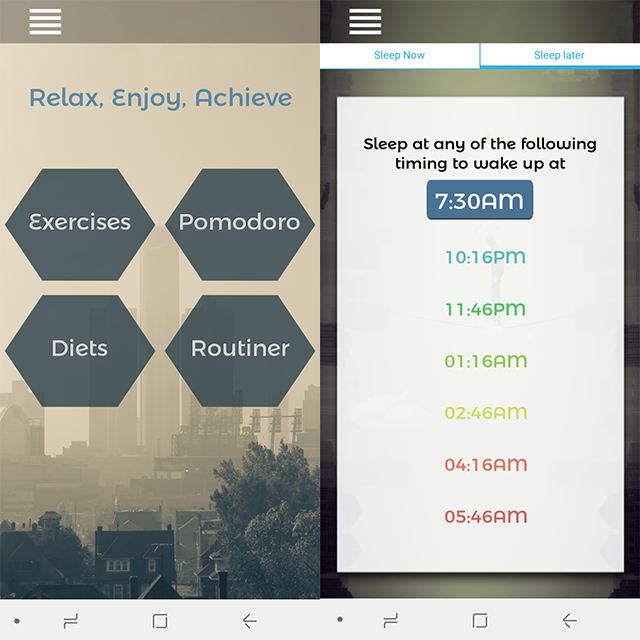 Relax, Enjoy, Achieve
Exercises
Pomodoro
Diets
Routiner
Sleep Now
Sleep later
Sleep at any of the following
timing to wake up at
7:30AM
10:16PM
11:46PM
01:16AM
02:46AM
04:16AM
05:46AM